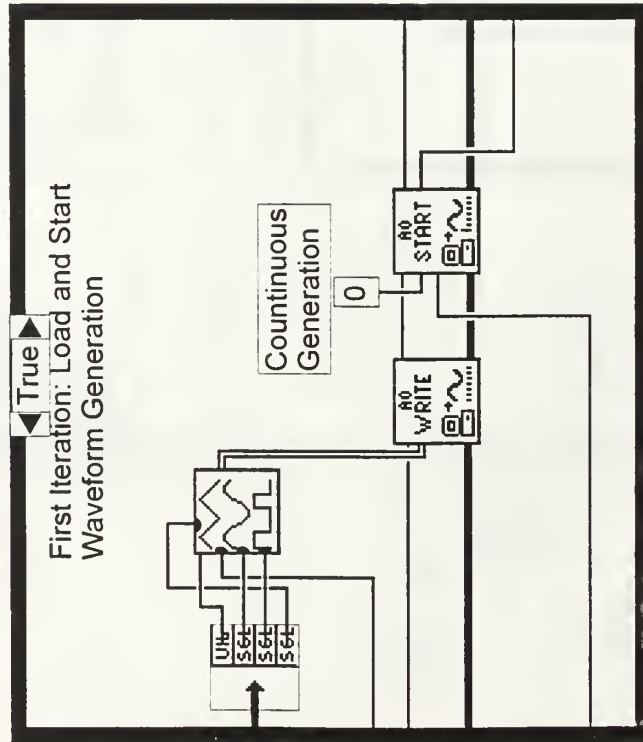 True
First Iteration: Load and Start
Waveform Generation
Countinuous
Generation
0
U16
SGL
SGL
SGL
AO
WRITE
AO
START